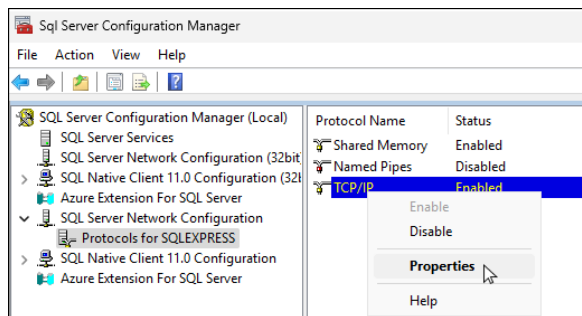 Sql Server Configuration Manager
File Action View Help
SQL Server Configuration Manager (Local)
SQL Server Services
SQL Server Network Configuration (32bit
SQL Native Client 11.0 Configuration (32b
Azure Extension For SQL Server
SQL Server Network Configuration
Protocols for SQLEXPRESS
SQL Native Client 11.0 Configuration
Azure Extension For SQL Server
Protocol Name Status
Shared Memory Enabled
Named Pipes Disabled
TCP/IP Enabled
Enable
Disable
Properties
Help